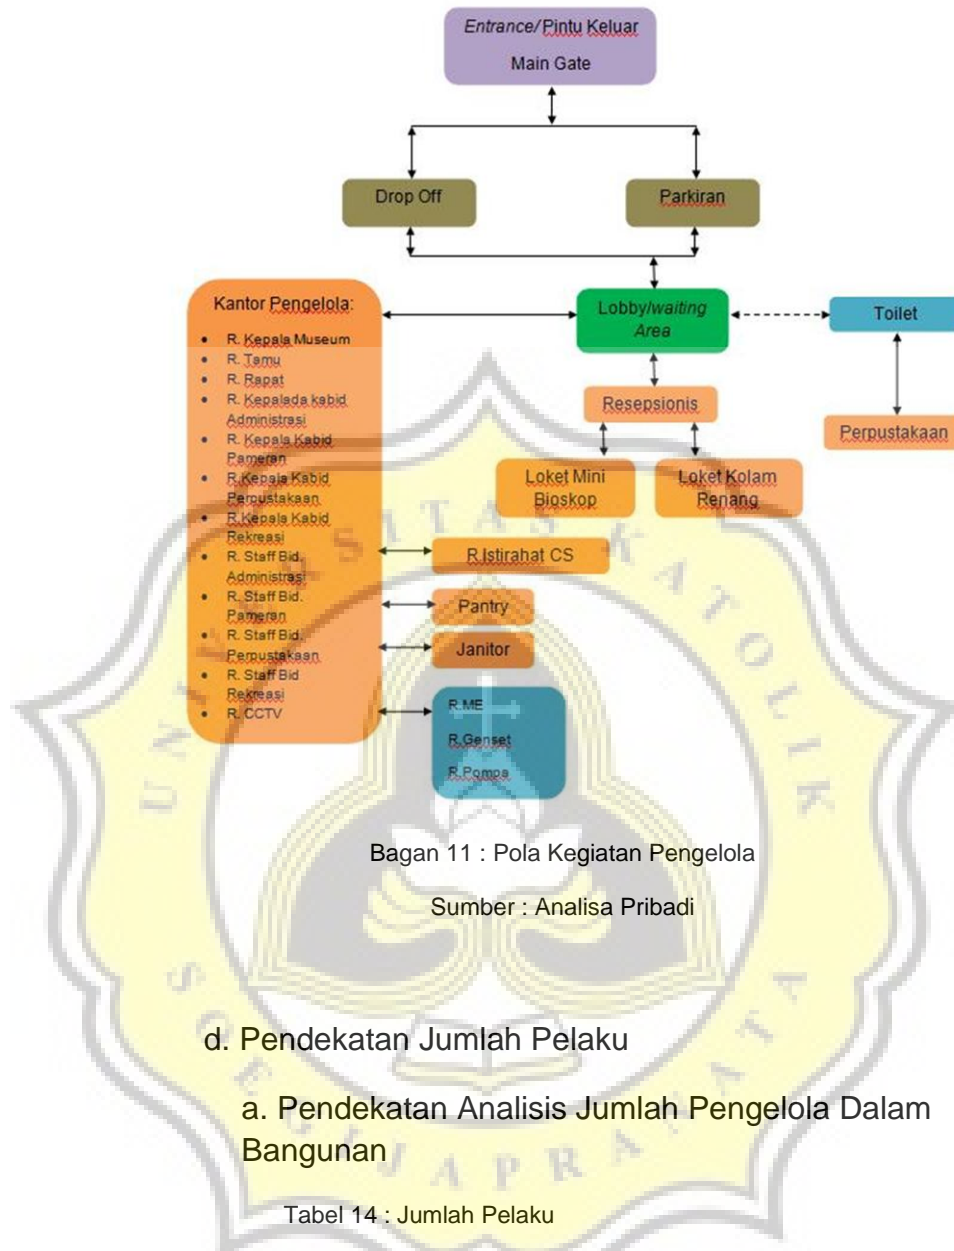 Entrance/ Pintu Keluar
Main Gate
Drop Off
Parkiran
Kantor Pengelola:
• R. Kepala Museum
• R. Tamu
• R. Rapat
• R. Kepalada kabid
Administrasi
• R. Kepala Kabid
Pameran
• R.Kepala Kabid
Perpustakaan
• R.Kepala Kabid
Rekreasi
• R. Staff Bid.
Administrasi
• R. Staff Bid.
Pameran
• R. Staff Bid.
Perpustakaan
• R. Staff Bid
Rekreasi
• R. CCTV
Lobby/waiting
Area
Toilet
Resepsionis
Perpustakaan
Loket Mini
Bioskop
Loket Kolam
Renang
R.Istirahat CS
Pantry
Janitor
R.ME
R.Genset
R.Pompa
Bagan 11 : Pola Kegiatan Pengelola
Sumber : Analisa Pribadi
d. Pendekatan Jumlah Pelaku
a. Pendekatan Analisis Jumlah Pengelola Dalam
Bangunan
Tabel 14 : Jumlah Pelaku
UNIVERSITAS KATOLIK
SOEGIJAPRANATA